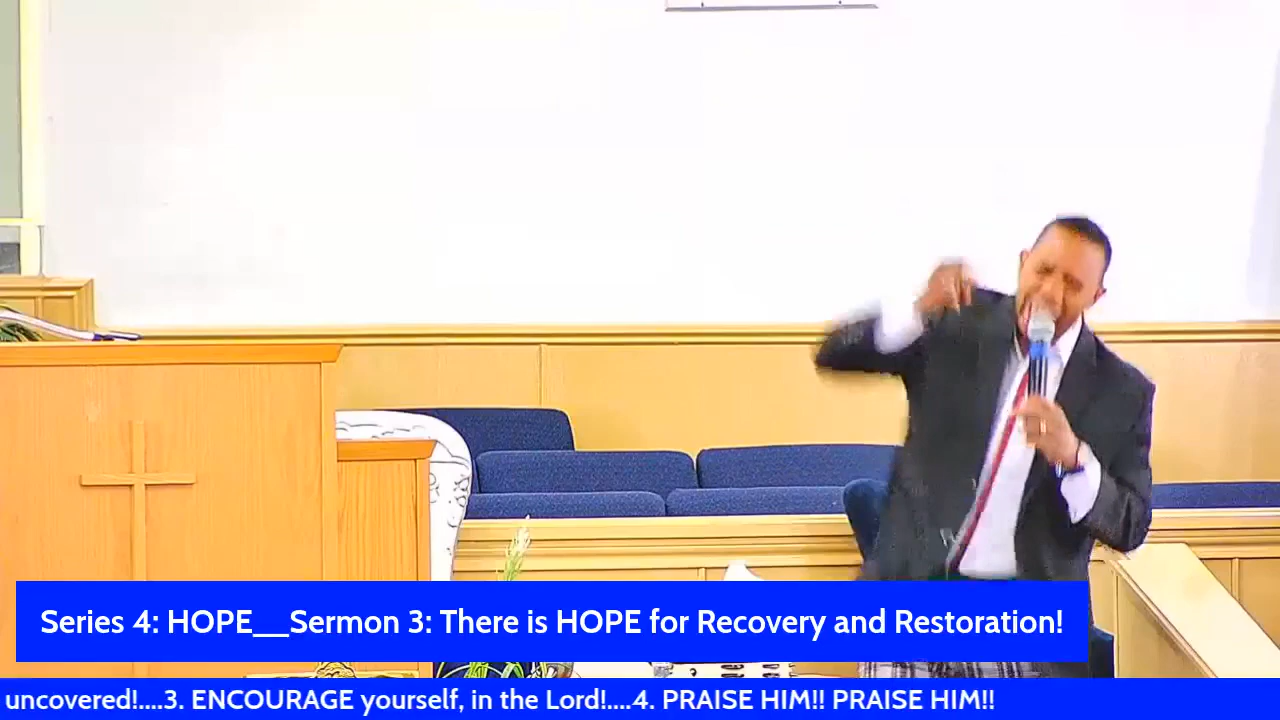 Series 4: HOPE__Sermon 3: There is HOPE for Recovery and Restoration!
uncovered!....3. ENCOURAGE yourself, in the Lord!....4. PRAISE HIM!! PRAISE HIM!!